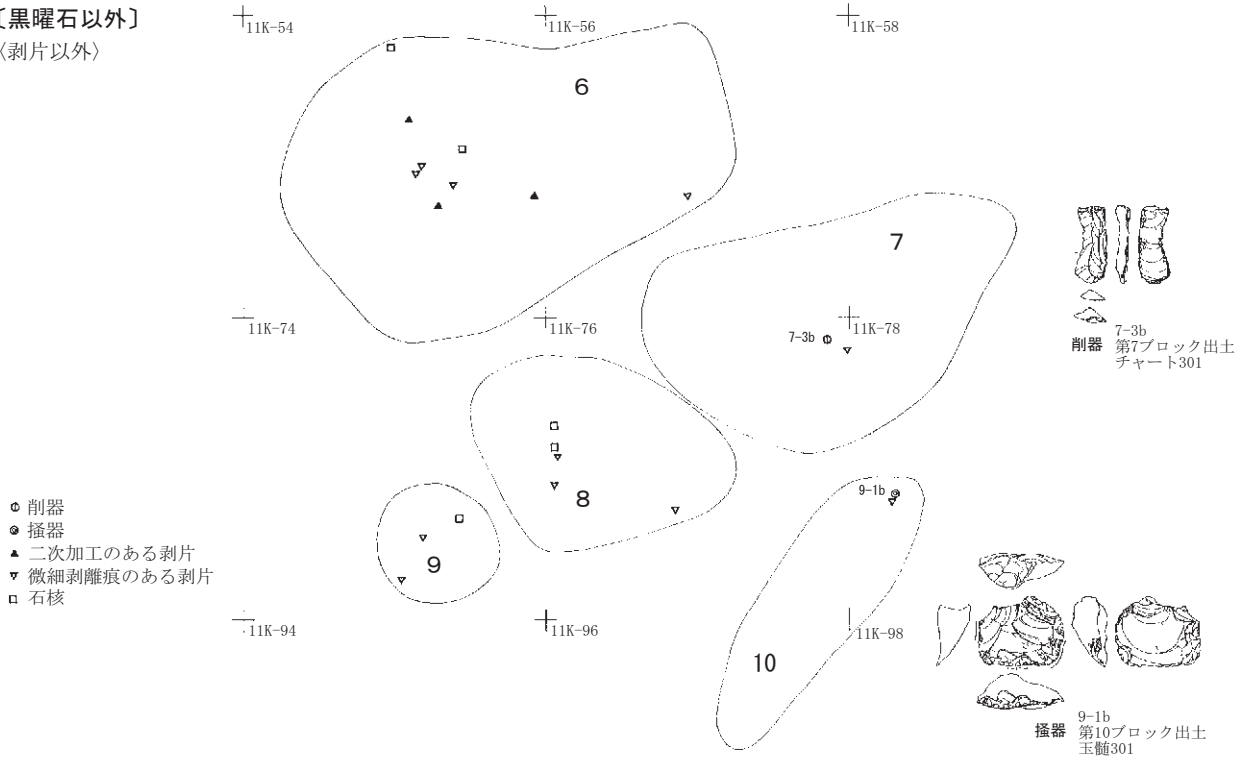 〔黒曜石以外〕
〈剥片以外〉
11K-54
11K-56
11K-58
6
7
11K-74
11K-76
7-3b
11K-78
7-3b
削器 第7ブロック出土
チャート301
8
9-1b
削器
掻器
二次加工のある剥片
微細剥離痕のある剥片
石核
9
11K-94
11K-96
11K-98
10
9-1b
掻器 第10ブロック出土
玉髄301